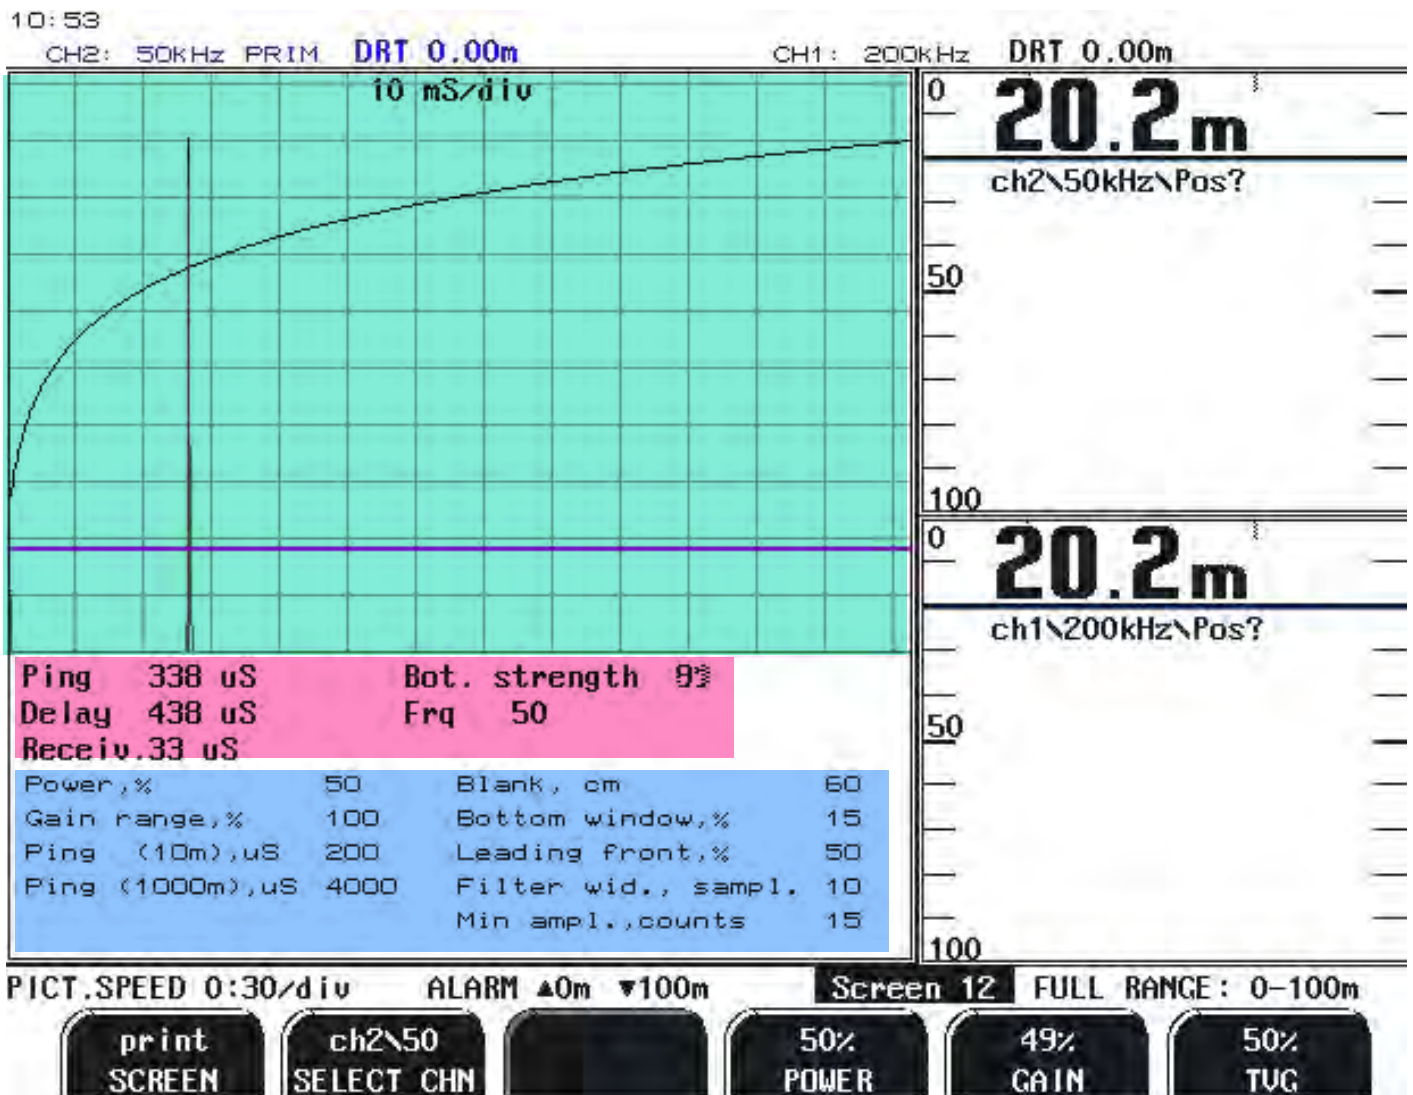 10:53
CH2: 50kHz PRIM DRT 0.00m
CH1: 200kHz DRT 0.00m
10 mS/div
0
20.2m
ch2\50kHz\Pos?
50
100
0
20.2m
ch1\200kHz\Pos?
50
100
Ping 338 uS Bot. strength
Delay 438 uS Frq 50
Receiv.33 uS
Power,% 50 Blank, cm 60
Gain range,% 100 Bottom window,% 15
Ping (10m),uS 200 Leading front,% 50
Ping (1000m),uS 4000 Filter wid., sampl. 10
Min ampl.,counts 15
PICT.SPEED 0:30/div ALARM ▲0m ▼100m Screen 12 FULL RANGE: 0-100m
print SCREEN
ch2\50 SELECT CHN
50% POWER
49% GAIN
50% TVG